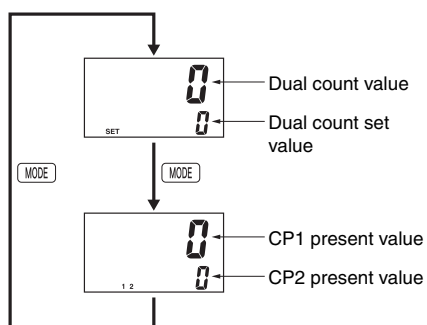 0
Dual count value
SET
0
Dual count set
value
MODE
MODE
0
CP1 present value
1 2
0
CP2 present value